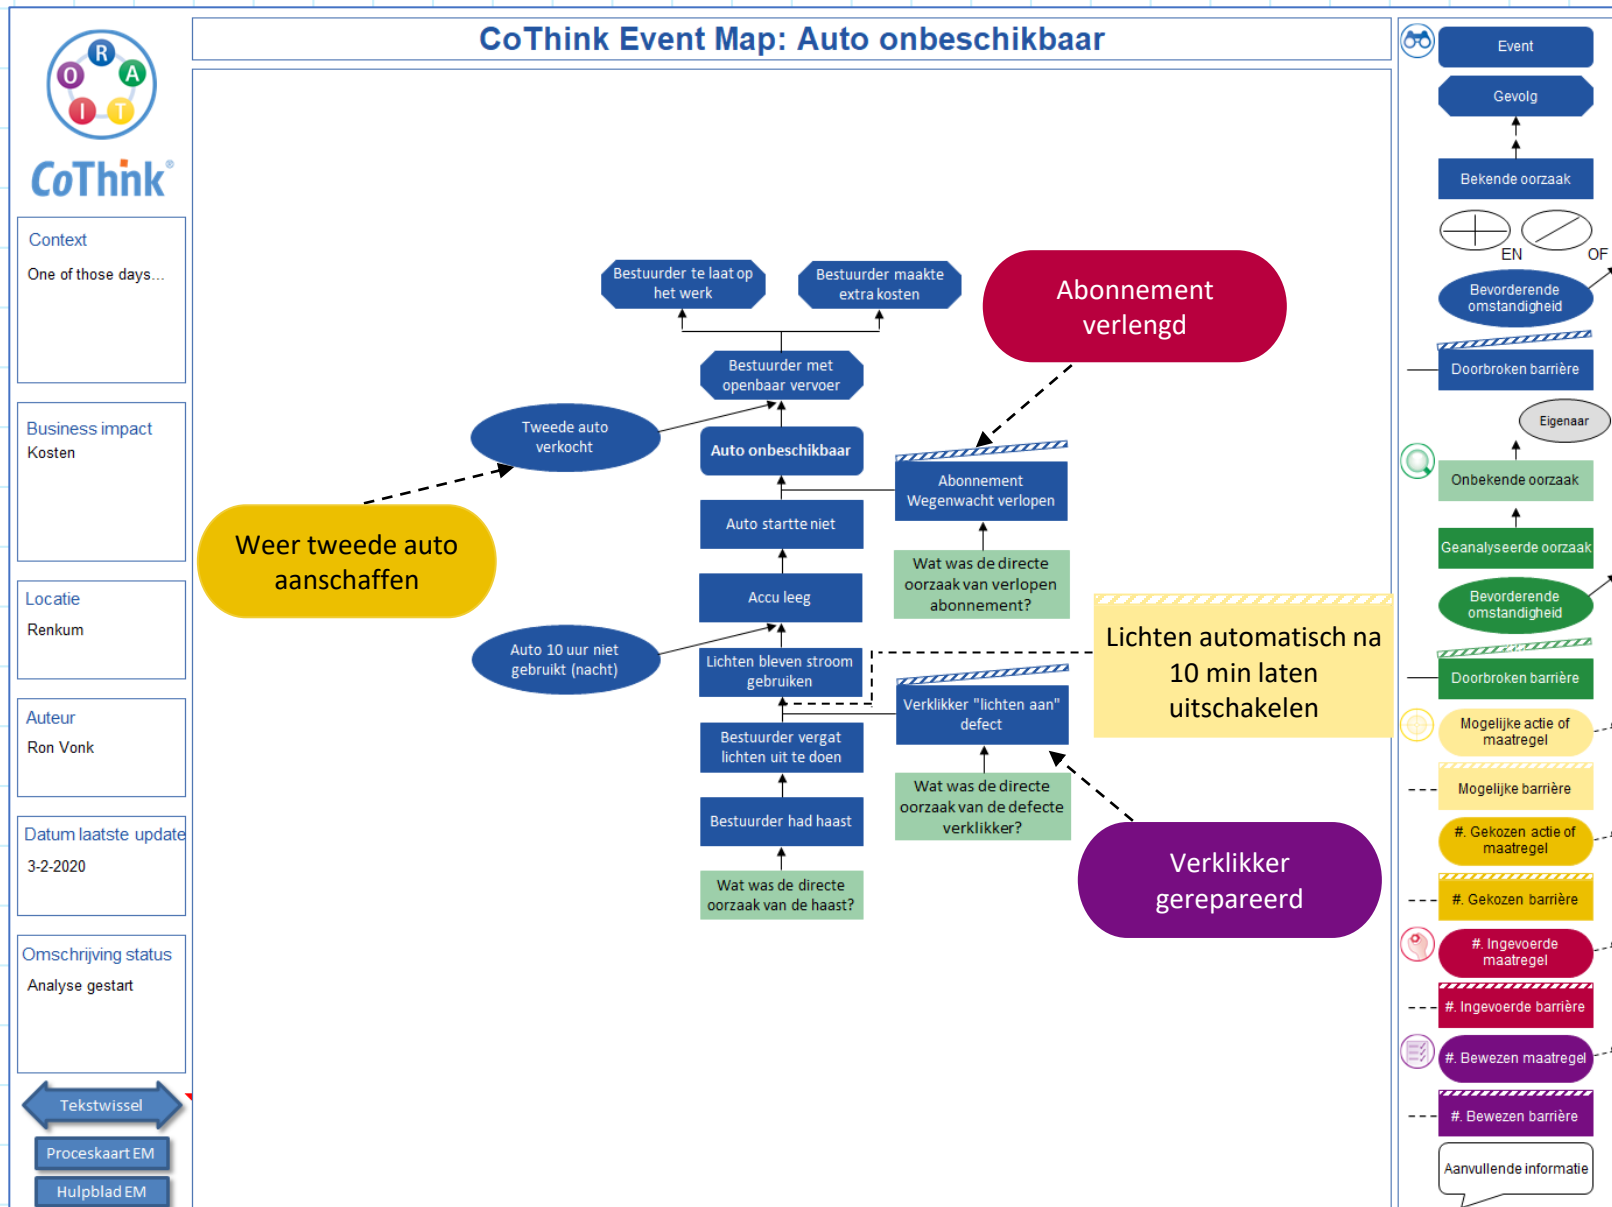 CoThink Event Map: Auto onbeschikbaar
R
O
A
I
T
CoThink®
Context
One of those days...
Business impact
Kosten
Locatie
Renkum
Auteur
Ron Vonk
Datum laatste update
3-2-2020
Omschrijving status
Analyse gestart
Tekstwissel
Proceskaart EM
Hulpblad EM
Bestuurder te laat op
het werk
Bestuurder maakte
extra kosten
Abonnement
verlengd
Bestuurder met
openbaar vervoer
Tweede auto
verkocht
Auto onbeschikbaar
Abonnement
Wegenwacht verlopen
Weer tweede auto
aanschaffen
Auto startte niet
Wat was de directe
oorzaak van verlopen
abonnement?
Accu leeg
Auto 10 uur niet
gebruikt (nacht)
Lichten bleven stroom
gebruiken
Lichten automatisch na
10 min laten
uitschakelen
Verklikker "lichten aan"
defect
Bestuurder vergat
lichten uit te doen
Wat was de directe
oorzaak van de defecte
verklikker?
Bestuurder had haast
Verklikker
gerepareerd
Wat was de directe
oorzaak van de haast?
Event
Gevolg
Bekende oorzaak
EN
OF
Bevorderende
omstandigheid
Doorbroken barrière
Eigenaar
Onbekende oorzaak
Geanalyseerde oorzaak
Bevorderende
omstandigheid
Doorbroken barrière
Mogelijke actie of
maatregel
Mogelijke barrière
#. Gekozen actie of
maatregel
#. Gekozen barrière
#. Ingevoerde
maatregel
#. Ingevoerde barrière
#. Bewezen maatregel
#. Bewezen barrière
Aanvullende informatie